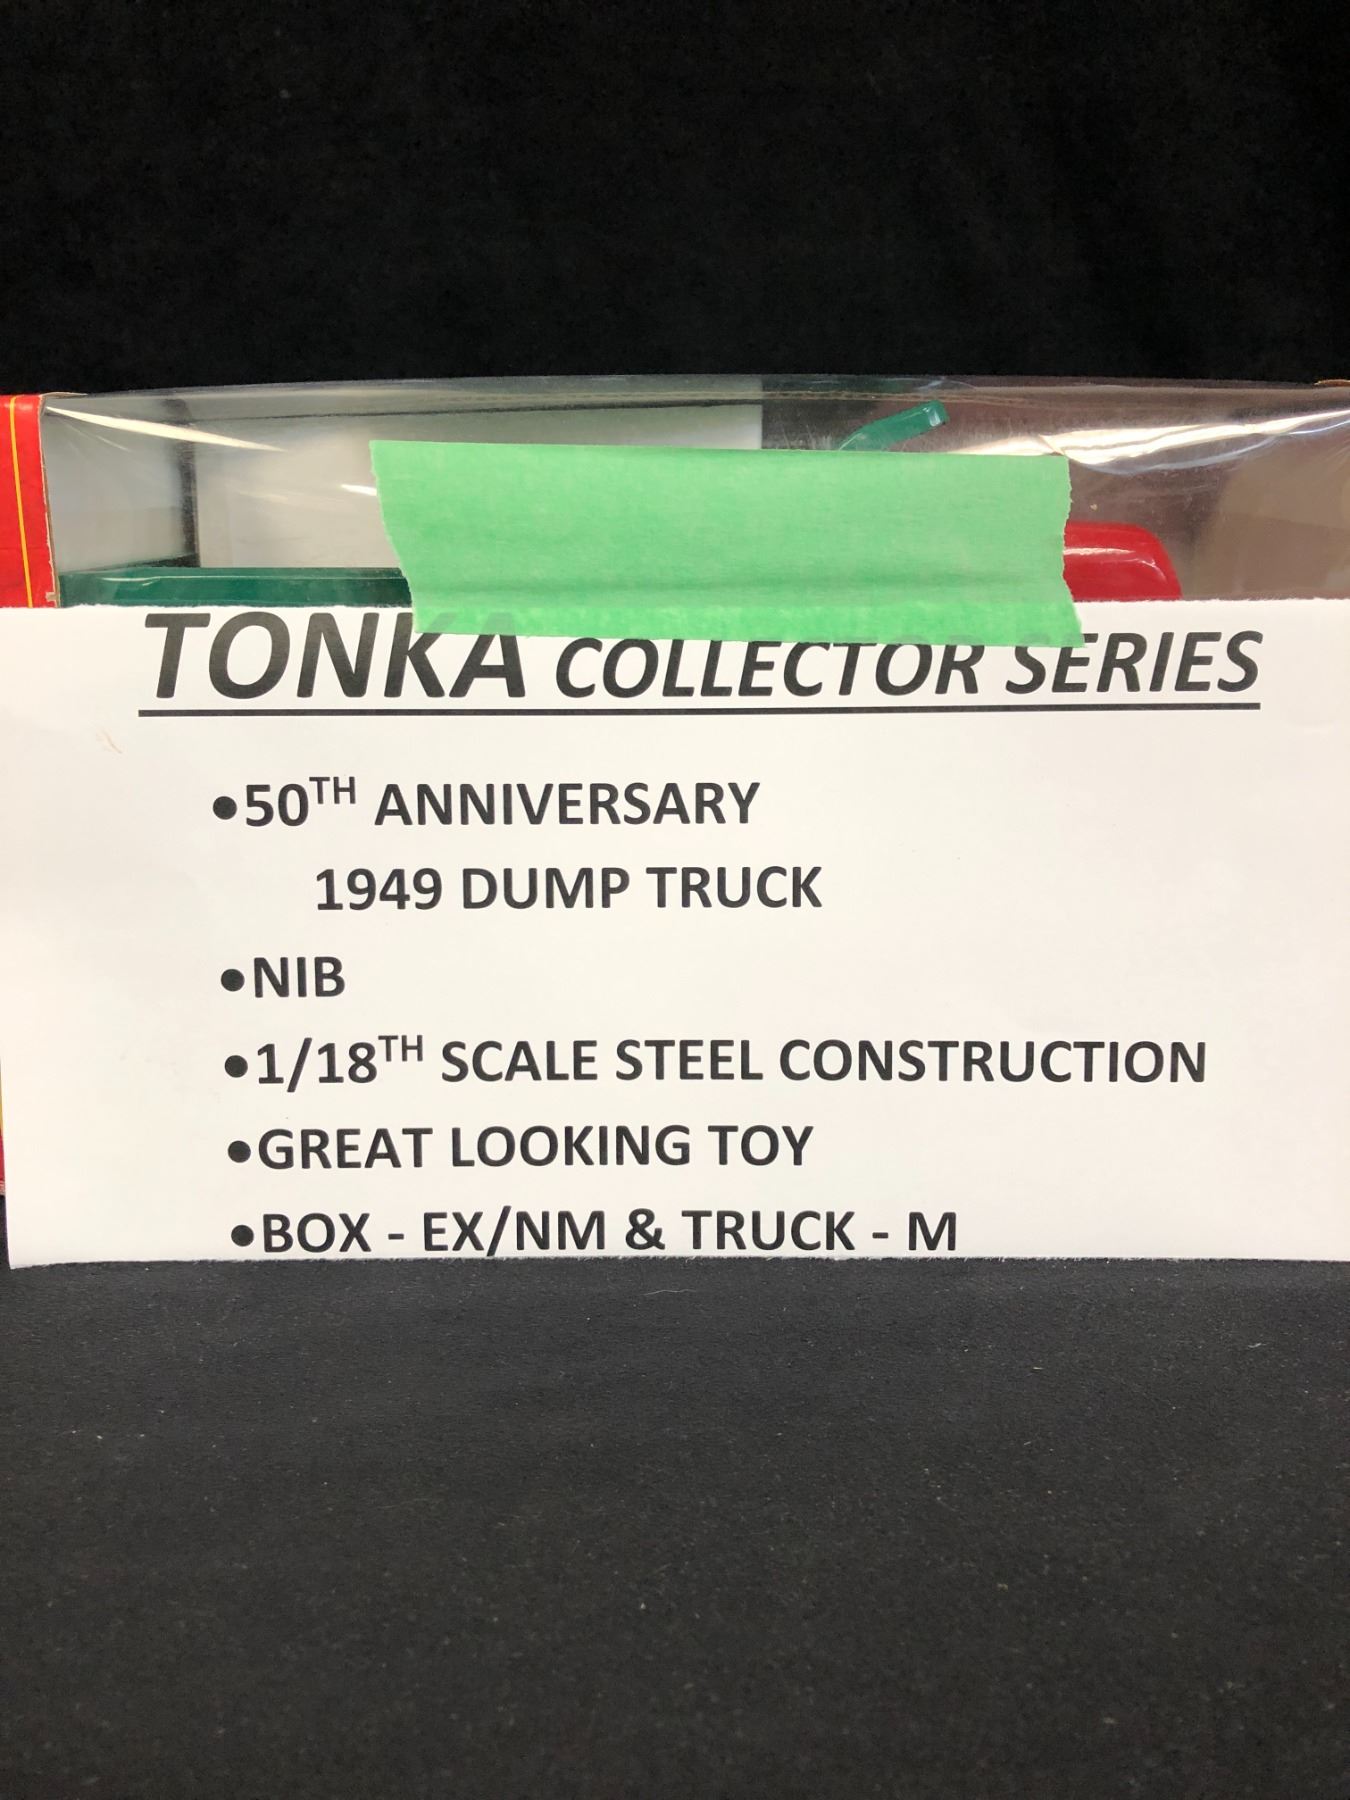 TONKA COLLECTOR SERIES
•50TH ANNIVERSARY
1949 DUMP TRUCK
•NIB
•1/18TH SCALE STEEL CONSTRUCTION
•GREAT LOOKING TOY
•BOX - EX/NM & TRUCK - M